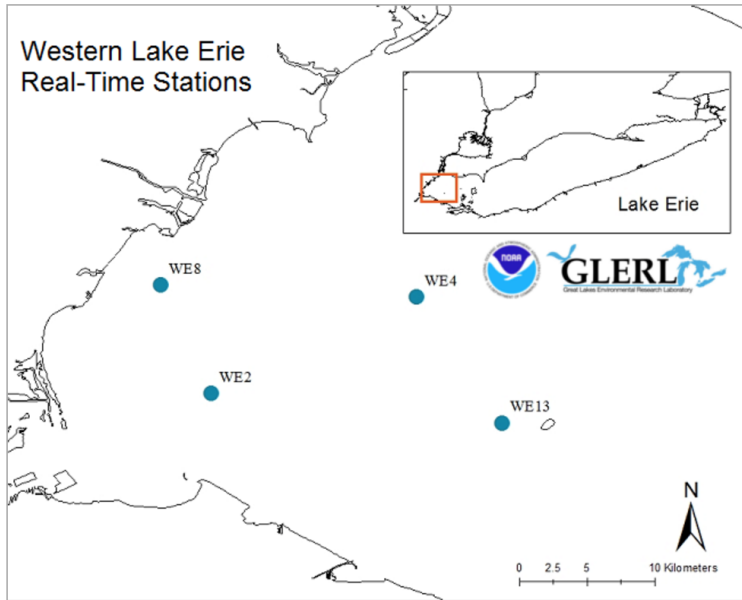 Western Lake Erie
Real-Time Stations
Lake Erie
NOAA
GLERL
Great Lakes Environmental Research Laboratory
WE8
WE4
WE2
WE13
N
0 2.5 5 10 Kilometers